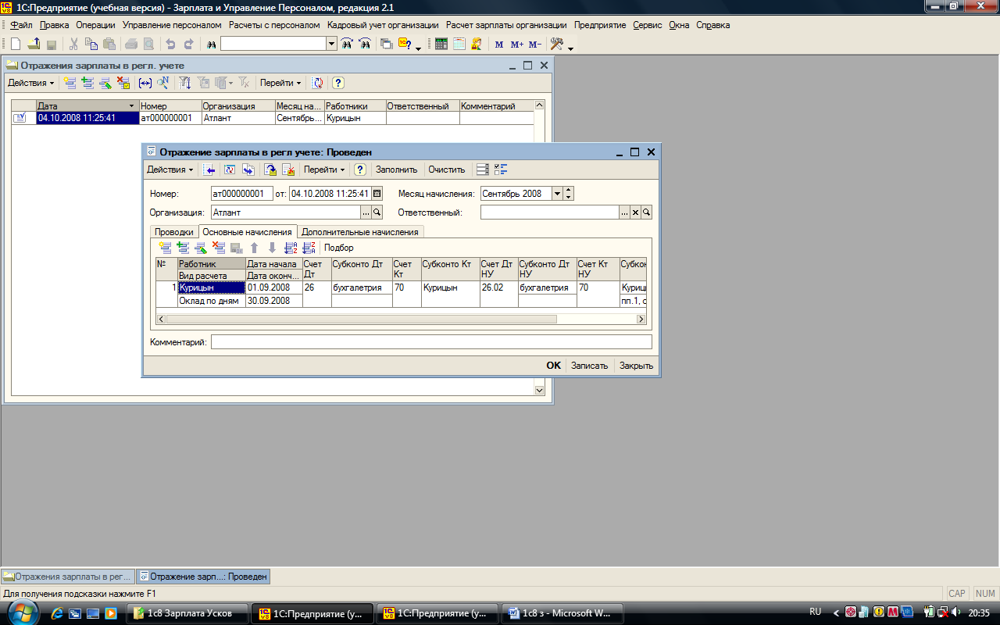 1С:Предприятие (учебная версия) - Зарплата и Управление Персоналом, редакция 2.1
Файл Правка Операции Управление персоналом Расчеты с персоналом Кадровый учет организации Расчет зарплаты организации Предприятие Сервис Окна Справка
M M+ M−
Отражения зарплаты в регл. учете
Действия Перейти
Дата Номер Организация Месяц на... Работники Ответственный Комментарий
04.10.2008 11:25:41 ат000000001 Атлант Сентябрь... Курицын
Отражение зарплаты в регл учете: Проведен
Действия Перейти Заполнить Очистить
Номер: ат000000001 от: 04.10.2008 11:25:41 Месяц начисления: Сентябрь 2008
Организация: Атлант ... Ответственный: ...
Проводки Основные начисления Дополнительные начисления
Подбор
№ Работник Дата начала Счет Дт Субконто Дт Счет Кт Субконто Кт Счет Дт НУ Субконто Дт НУ Счет Кт НУ Субкон
Вид расчета Дата оконч...
1 Курицын 01.09.2008 26 бухгалетрия 70 Курицын 26.02 бухгалетрия 70 Куриц
Оклад по дням 30.09.2008 пп.1, с
Комментарий:
OK Записать Закрыть
Отражения зарплаты в рег... Отражение зарп...: Проведен
Для получения подсказки нажмите F1 CAP NUM
1с8 Зарплата Усков 1С:Предприятие (у... 1С:Предприятие (у... 1с8 з - Microsoft W... RU 20:35